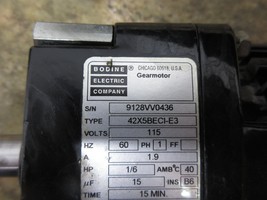 BODINE
ELECTRIC
COMPANY
CHICAGO 60618 U.S.A.
Gearmotor
S/N 9128VV0436
TYPE 42X5BECI-E3
VOLTS 115
HZ 60 PH 1 FF
A 1.9
HP 1/6 AMB°C 40
µF 15 INS B6
TIME 15 MIN.